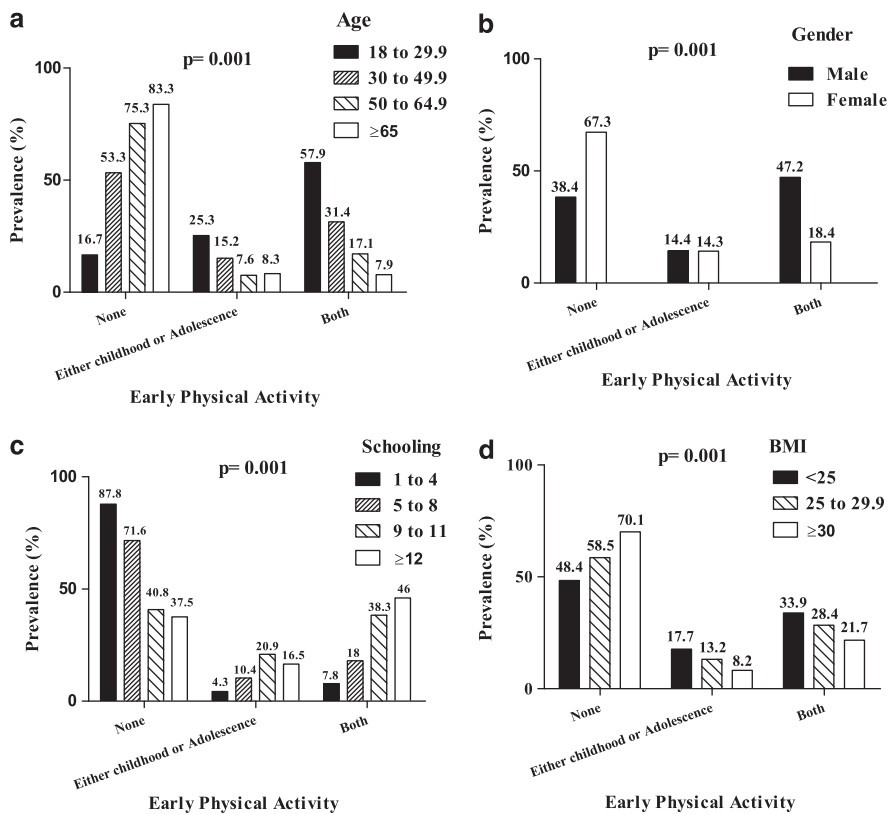 a
Age
p= 0.001
18 to 29.9
30 to 49.9
50 to 64.9
≥65
Prevalence (%)
100
50
0
16.7
53.3
75.3
83.3
25.3
15.2
7.6
8.3
57.9
31.4
17.1
7.9
None
Either childhood or Adolescence
Both
Early Physical Activity
b
Gender
p= 0.001
Male
Female
Prevalence (%)
100
50
0
38.4
67.3
14.4
14.3
47.2
18.4
None
Either childhood or Adolescence
Both
Early Physical Activity
c
Schooling
p= 0.001
1 to 4
5 to 8
9 to 11
≥12
Prevalence (%)
100
50
0
87.8
71.6
40.8
37.5
4.3
10.4
20.9
16.5
7.8
18
38.3
46
None
Either childhood or Adolescence
Both
Early Physical Activity
d
BMI
p= 0.001
<25
25 to 29.9
≥30
Prevalence (%)
100
50
0
48.4
58.5
70.1
17.7
13.2
8.2
33.9
28.4
21.7
None
Either childhood or Adolescence
Both
Early Physical Activity